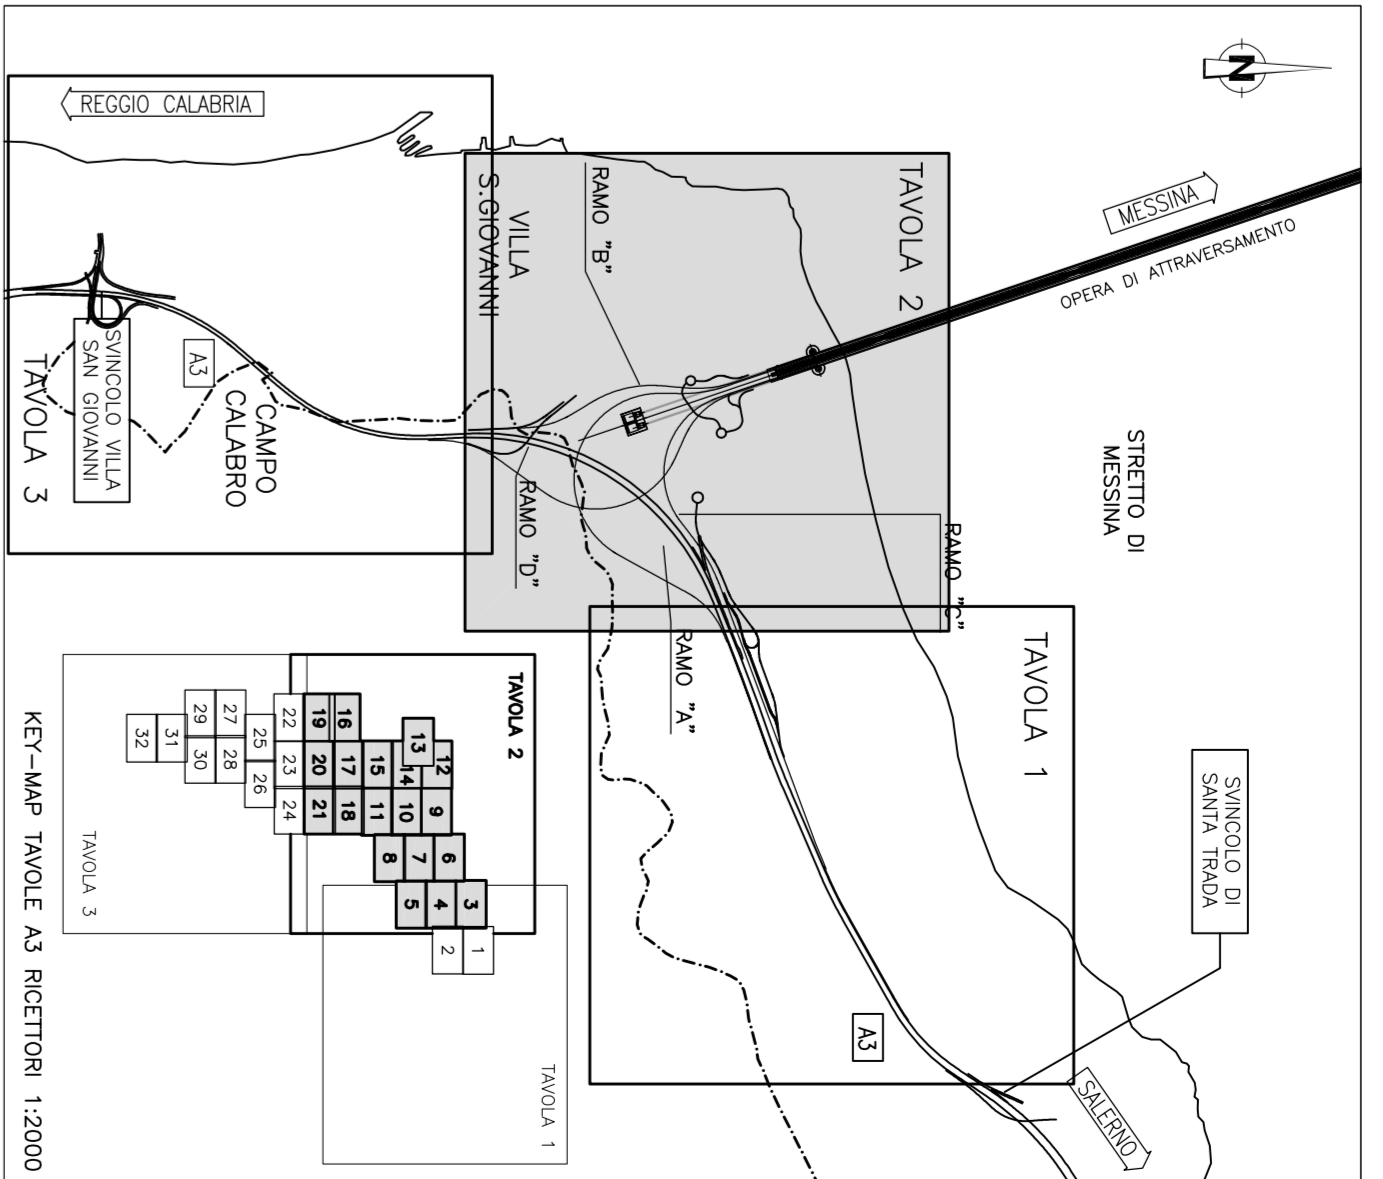 N
REGGIO CALABRIA
MESSINA
OPERA DI ATTRAVERSAMENTO
STRETTO DI
MESSINA
TAVOLA 2
RAMO "B"
VILLA
S.GIOVANNI
RAMO "C"
RAMO "D"
RAMO "A"
TAVOLA 1
SVINCOLO DI
SANTA TRADA
A3
SALERNO
A3
CAMPO
CALABRO
SVINCOLO VILLA
SAN GIOVANNI
TAVOLA 3
TAVOLA 2
TAVOLA 1
TAVOLA 3
1
2
3
4
5
6
7
8
9
10
11
12
13
14
15
16
17
18
19
20
21
22
23
24
25
26
27
28
29
30
31
32
KEY-MAP TAVOLE A3 RICETTORI 1:2000